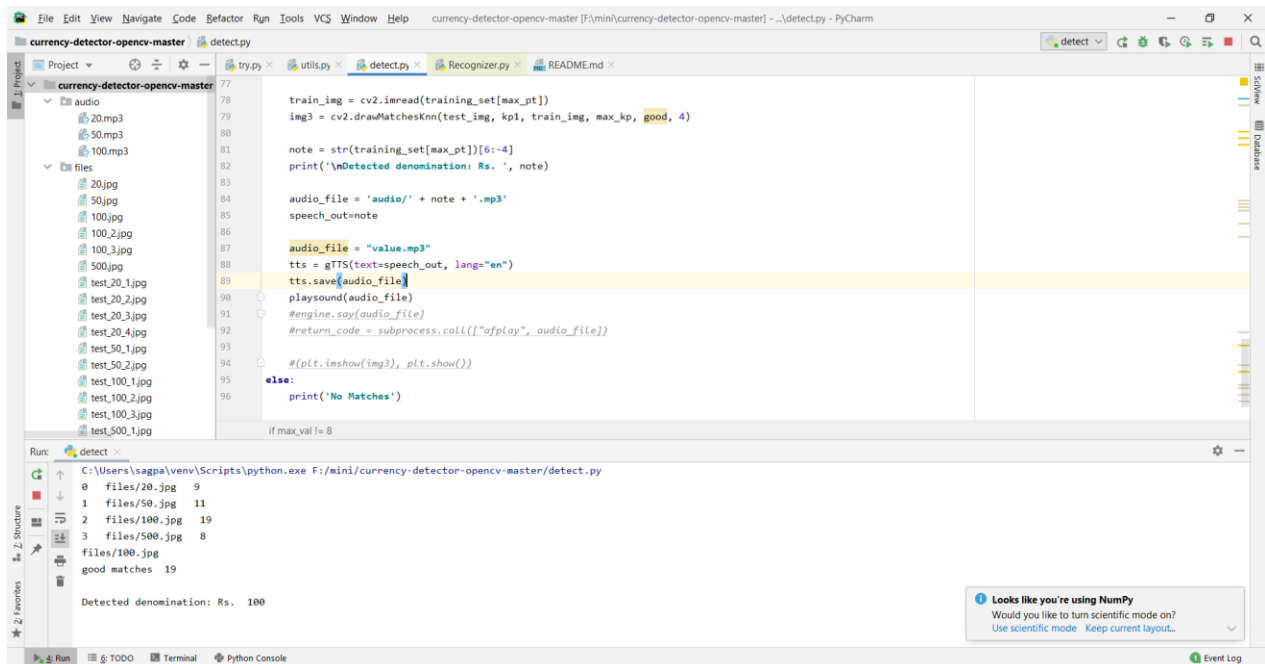 File Edit View Navigate Code Refactor Run Tools VCS Window Help currency-detector-opencv-master [F:\mini\currency-detector-opencv-master] - ...\detect.py - PyCharm
currency-detector-opencv-master detect.py detect
Project try.py utils.py detect.py Recognizer.py README.md
1: Project
SciView
Database
currency-detector-opencv-master
audio
20.mp3
50.mp3
100.mp3
files
20.jpg
50.jpg
100.jpg
100_2.jpg
100_3.jpg
500.jpg
test_20_1.jpg
test_20_2.jpg
test_20_3.jpg
test_20_4.jpg
test_50_1.jpg
test_50_2.jpg
test_100_1.jpg
test_100_2.jpg
test_100_3.jpg
test_500_1.jpg
77
78 train_img = cv2.imread(training_set[max_pt])
79 img3 = cv2.drawMatchesKnn(test_img, kp1, train_img, max_kp, good, 4)
80
81 note = str(training_set[max_pt])[6:-4]
82 print('\nDetected denomination: Rs. ', note)
83
84 audio_file = 'audio/' + note + '.mp3'
85 speech_out=note
86
87 audio_file = "value.mp3"
88 tts = gTTS(text=speech_out, lang="en")
89 tts.save(audio_file)
90 playsound(audio_file)
91 #engine.say(audio_file)
92 #return_code = subprocess.call(["afplay", audio_file])
93
94 #(plt.imshow(img3), plt.show())
95 else:
96 print('No Matches')
if max_val != 8
Run: detect
C:\Users\sagpa\venv\Scripts\python.exe F:/mini/currency-detector-opencv-master/detect.py
0 files/20.jpg 9
1 files/50.jpg 11
2 files/100.jpg 19
3 files/500.jpg 8
files/100.jpg
good matches 19
Detected denomination: Rs. 100
Z: Structure
2: Favorites
Looks like you're using NumPy
Would you like to turn scientific mode on?
Use scientific mode Keep current layout...
4: Run 6: TODO Terminal Python Console
1 Event Log